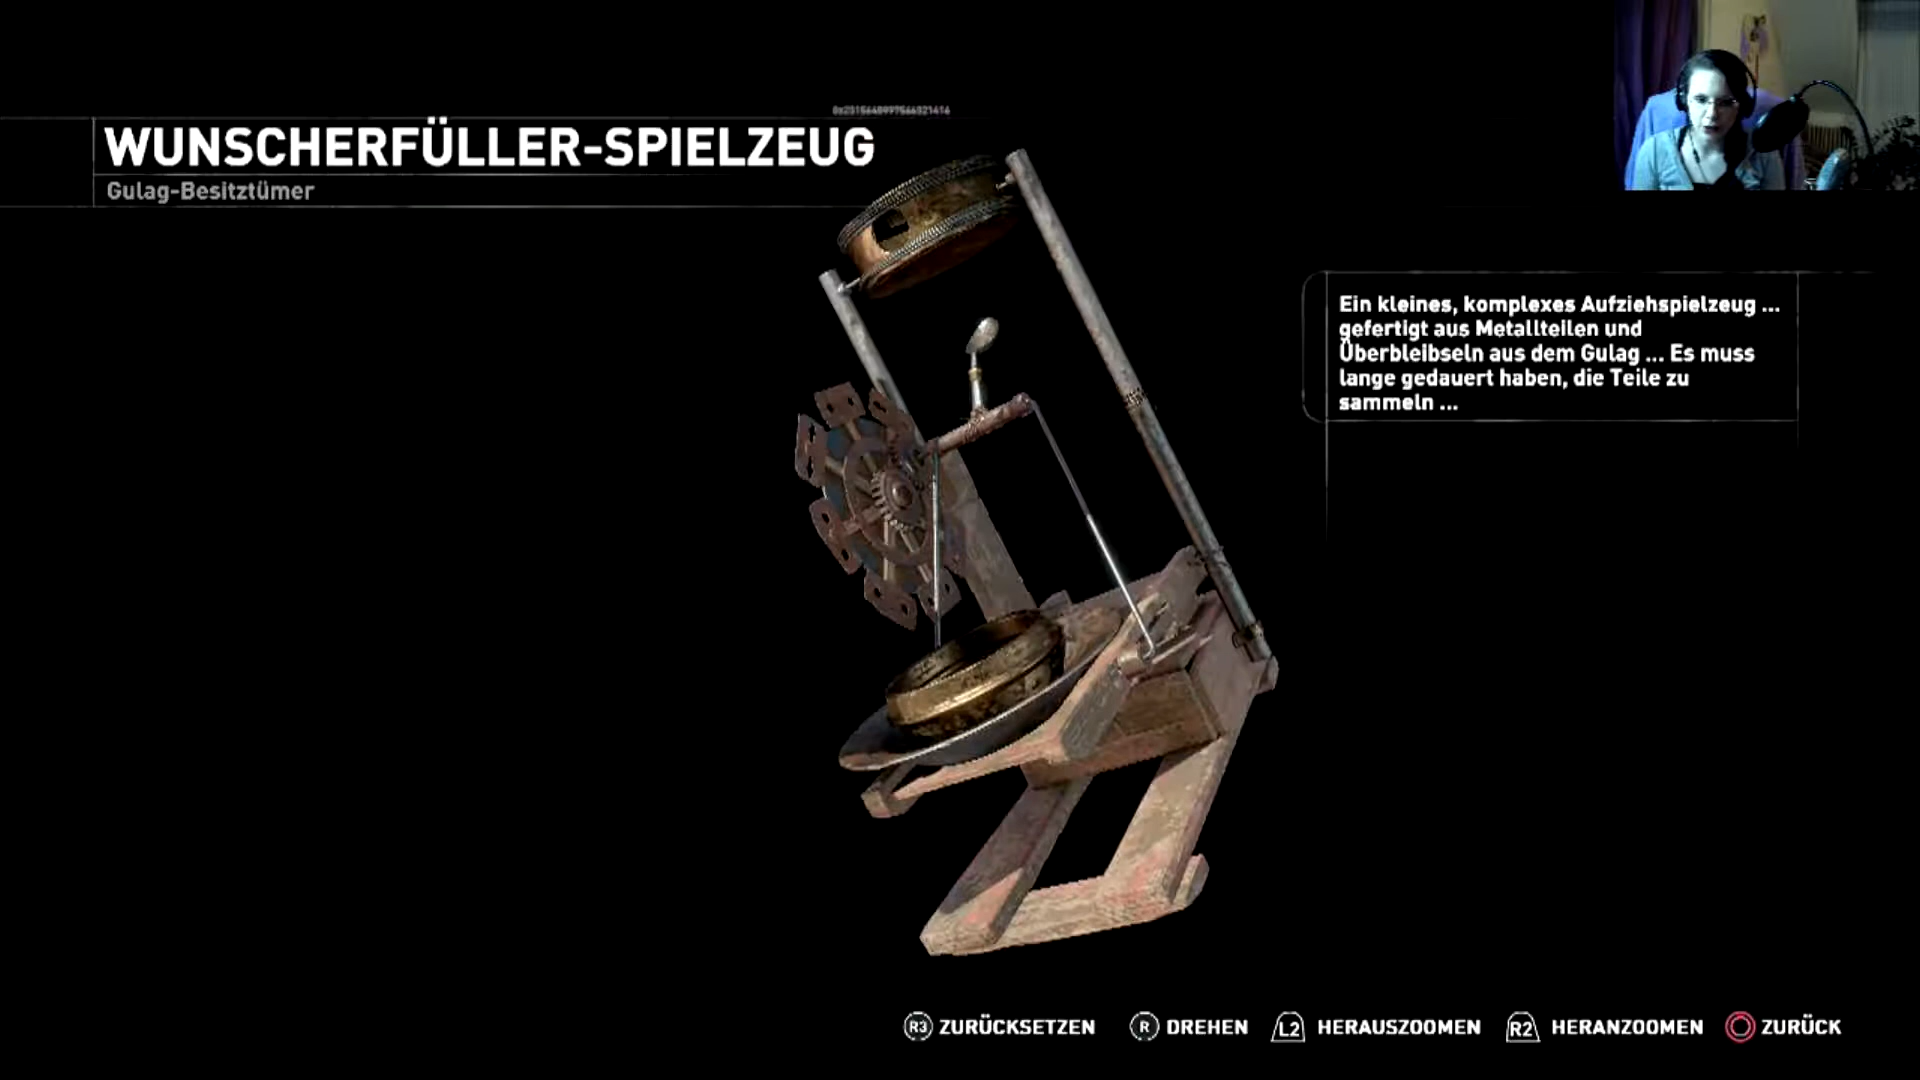 WUNSCHERFÜLLER-SPIELZEUG
Gulag-Besitztümer
Ein kleines, komplexes Aufziehspielzeug ...
gefertigt aus Metallteilen und
Überbleibseln aus dem Gulag ... Es muss
lange gedauert haben, die Teile zu
sammeln ...
R3 ZURÜCKSETZEN R DREHEN L2 HERAUSZOOMEN R2 HERANZOOMEN ZURÜCK